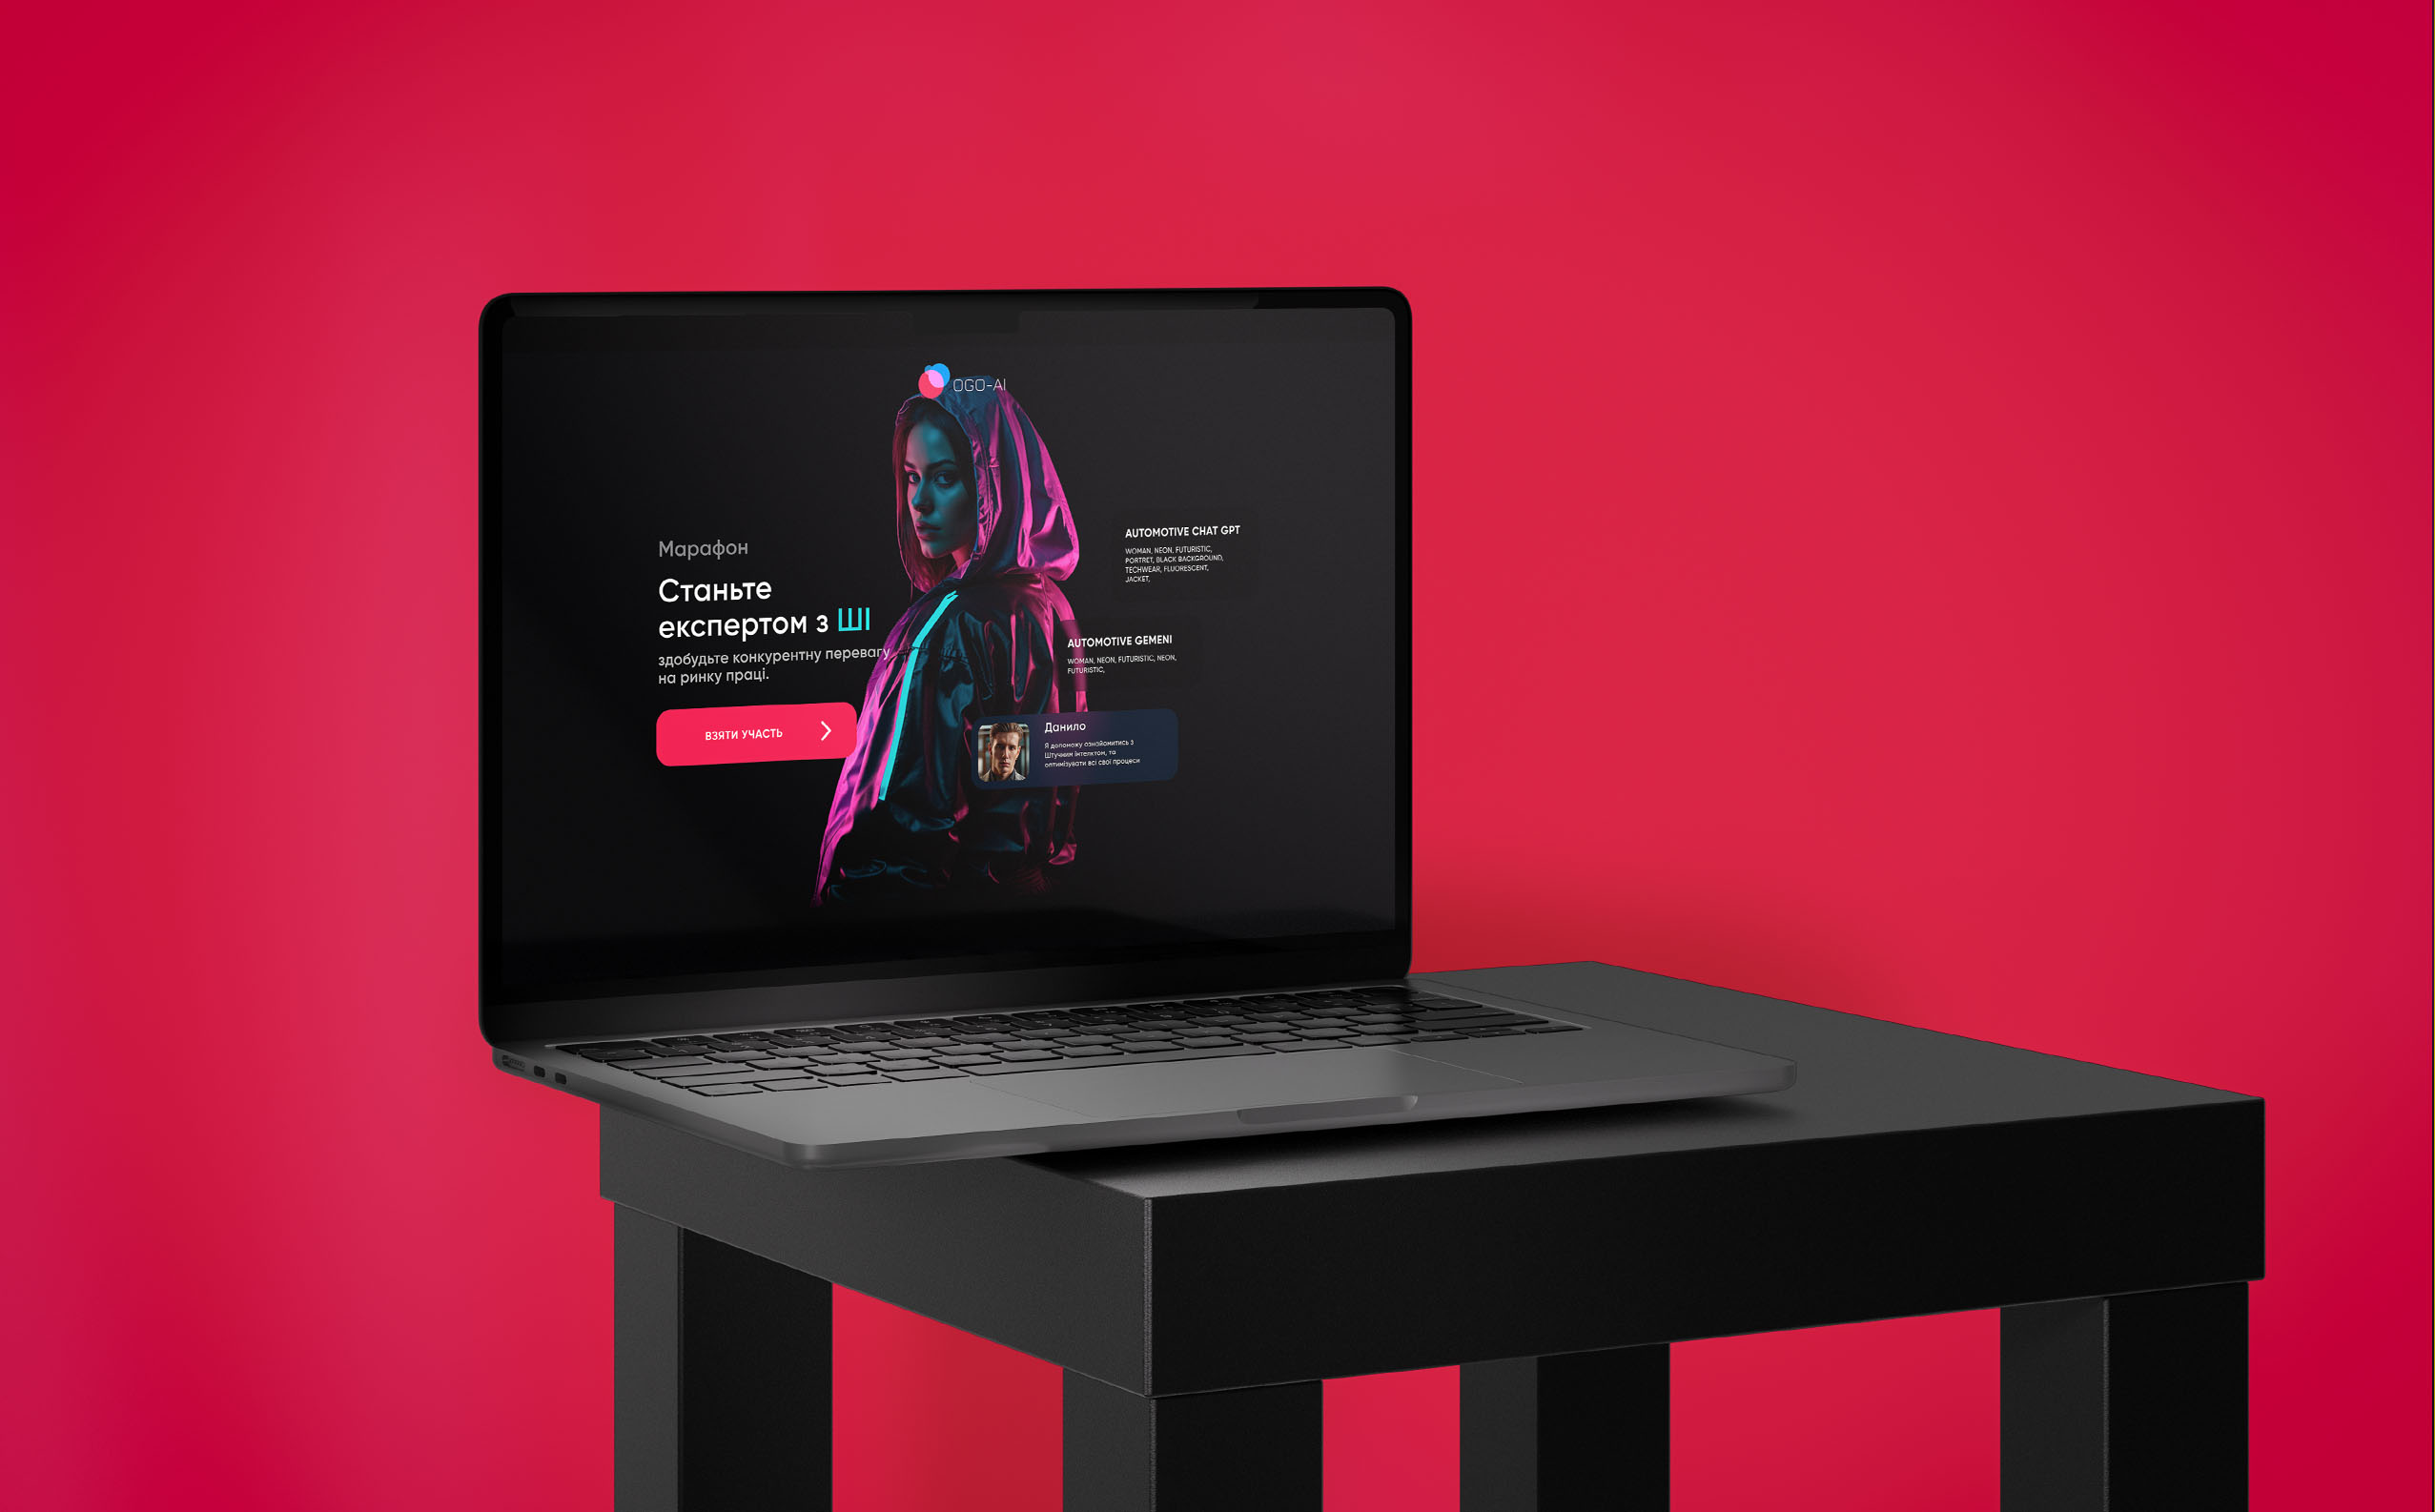 OGO-AI
Марафон
Станьте
експертом з ШІ
здобудьте конкурентну перевагу
на ринку праці.
ВЗЯТИ УЧАСТЬ
AUTOMOTIVE CHAT GPT
WOMAN, NEON, FUTURISTIC,
PORTRET, BLACK BACKGROUND,
TECHWEAR, FLUORESCENT,
JACKET,
AUTOMOTIVE GEMENI
WOMAN, NEON, FUTURISTIC, NEON,
FUTURISTIC,
Данило
Я допоможу ознайомитись з
Штучним інтелктом, та
оптимізувати всі свої процеси